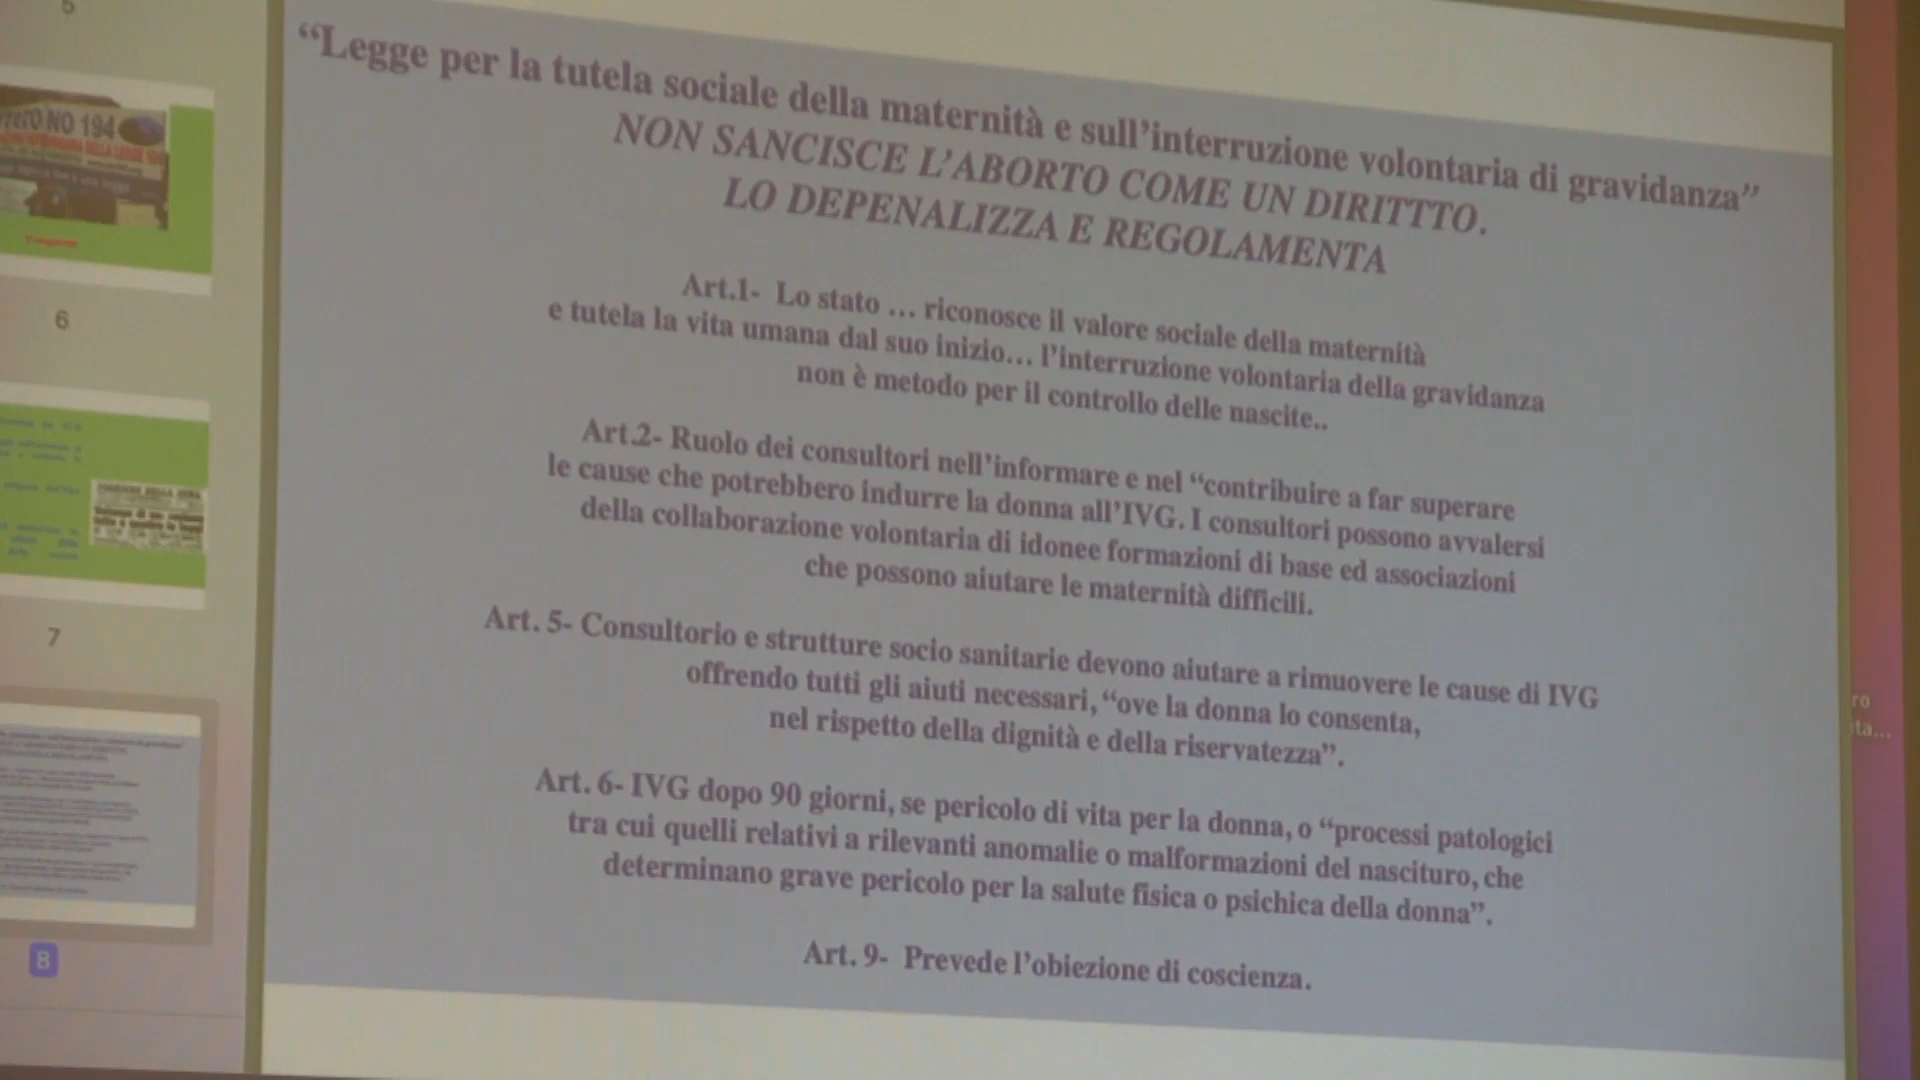 5
NO 194
6
7
8
“Legge per la tutela sociale della maternità e sull’interruzione volontaria di gravidanza”
NON SANCISCE L’ABORTO COME UN DIRITTTO.
LO DEPENALIZZA E REGOLAMENTA
Art.1- Lo stato ... riconosce il valore sociale della maternità
e tutela la vita umana dal suo inizio... l’interruzione volontaria della gravidanza
non è metodo per il controllo delle nascite..
Art.2- Ruolo dei consultori nell’informare e nel “contribuire a far superare
le cause che potrebbero indurre la donna all’IVG. I consultori possono avvalersi
della collaborazione volontaria di idonee formazioni di base ed associazioni
che possono aiutare le maternità difficili.
Art. 5- Consultorio e strutture socio sanitarie devono aiutare a rimuovere le cause di IVG
offrendo tutti gli aiuti necessari, “ove la donna lo consenta,
nel rispetto della dignità e della riservatezza”.
Art. 6- IVG dopo 90 giorni, se pericolo di vita per la donna, o “processi patologici
tra cui quelli relativi a rilevanti anomalie o malformazioni del nascituro, che
determinano grave pericolo per la salute fisica o psichica della donna”.
Art. 9- Prevede l’obiezione di coscienza.
ro
ta...